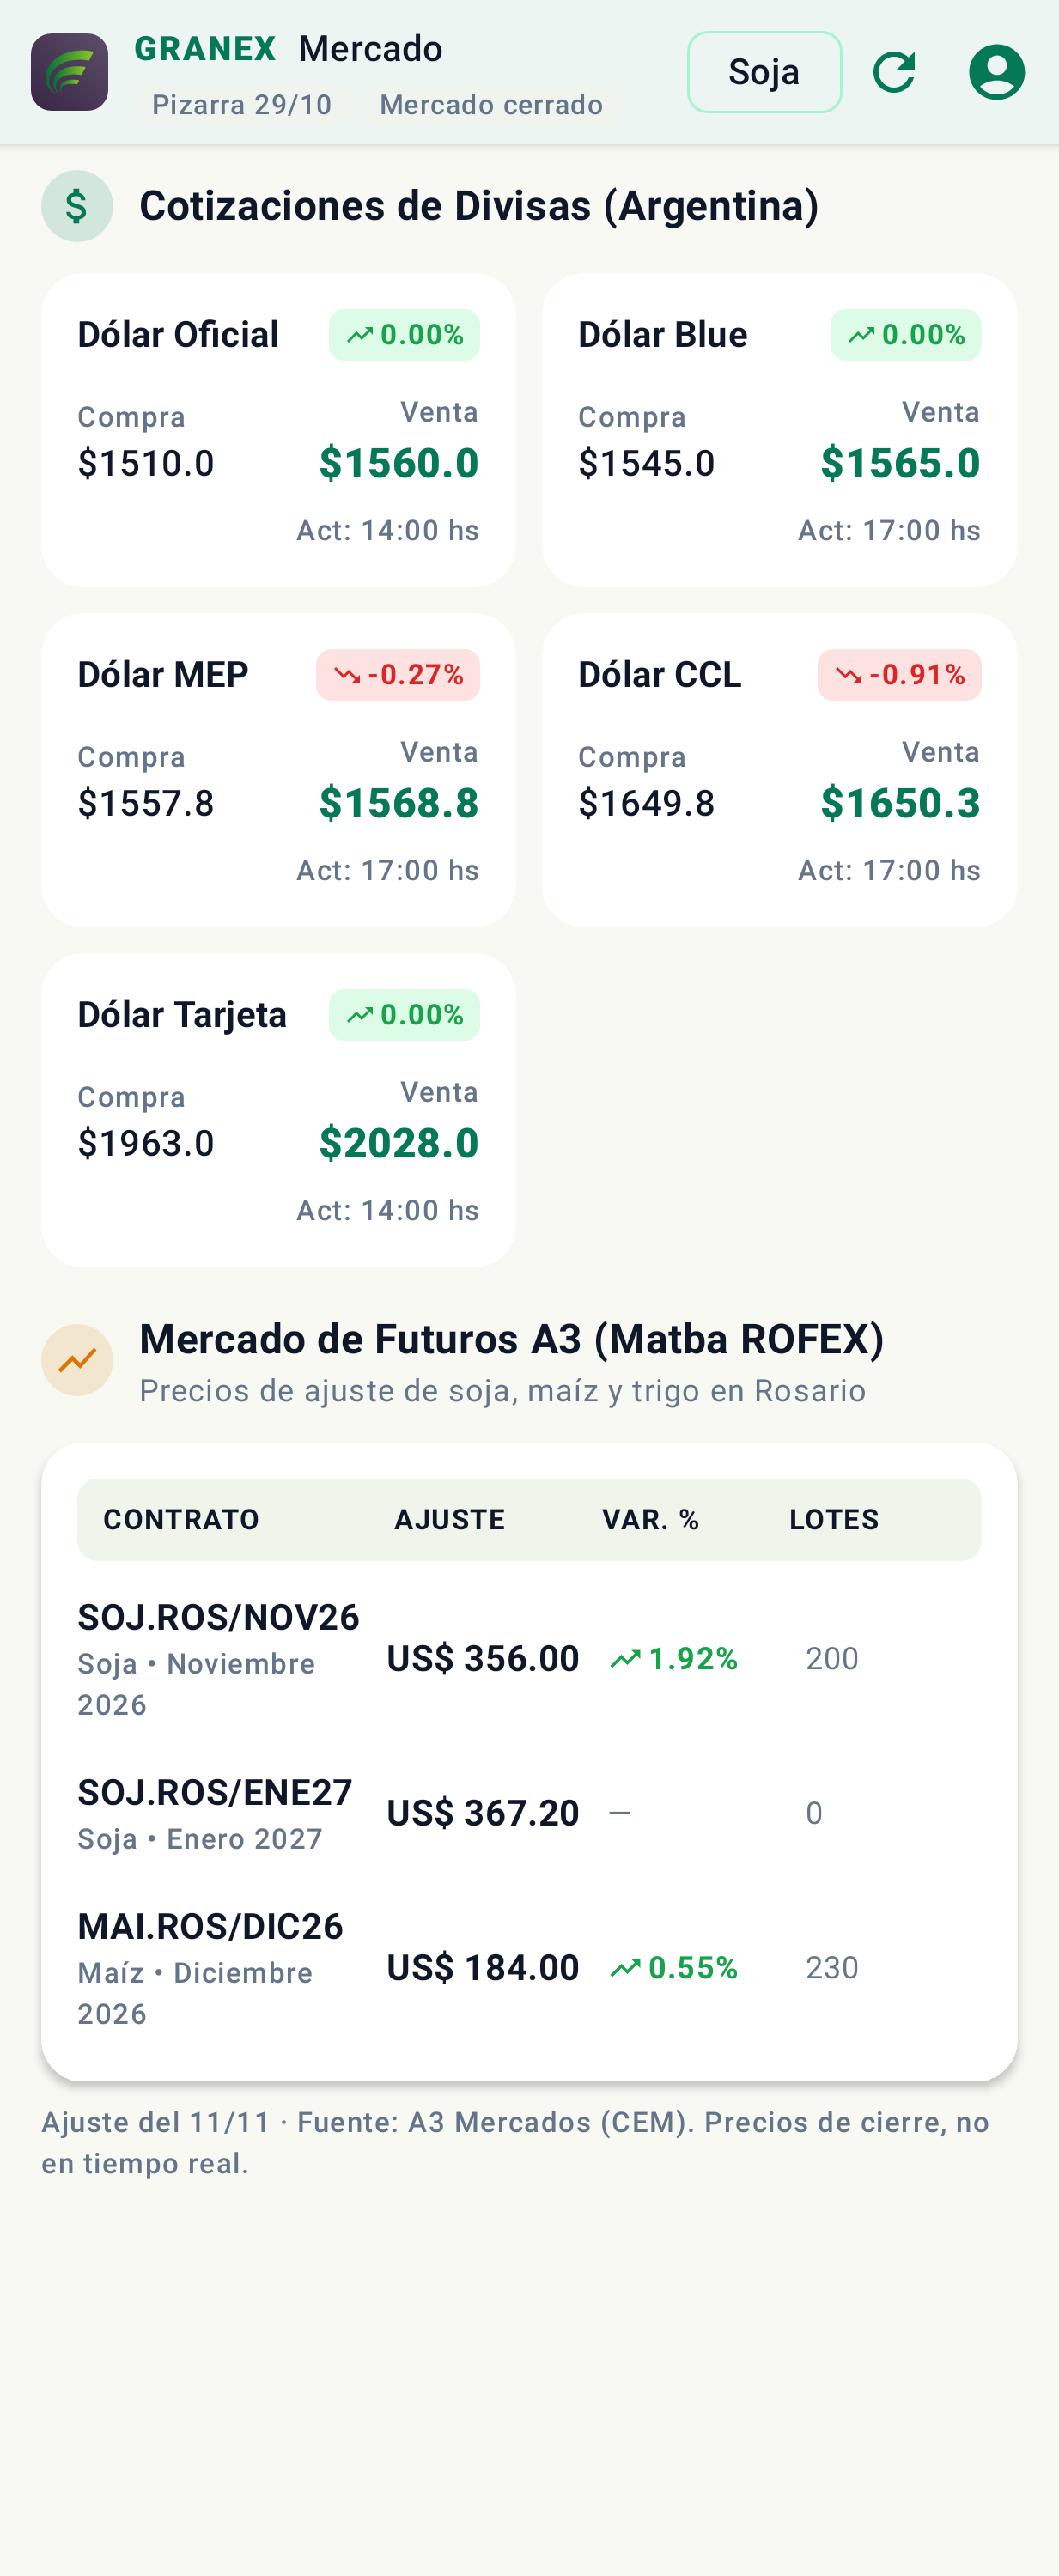 GRANEX Mercado
Pizarra 29/10 Mercado cerrado
Soja
$ Cotizaciones de Divisas (Argentina)
Dólar Oficial 0.00%
Compra Venta
$1510.0 $1560.0
Act: 14:00 hs
Dólar Blue 0.00%
Compra Venta
$1545.0 $1565.0
Act: 17:00 hs
Dólar MEP -0.27%
Compra Venta
$1557.8 $1568.8
Act: 17:00 hs
Dólar CCL -0.91%
Compra Venta
$1649.8 $1650.3
Act: 17:00 hs
Dólar Tarjeta 0.00%
Compra Venta
$1963.0 $2028.0
Act: 14:00 hs
Mercado de Futuros A3 (Matba ROFEX)
Precios de ajuste de soja, maíz y trigo en Rosario
CONTRATO AJUSTE VAR. % LOTES
SOJ.ROS/NOV26
Soja • Noviembre
2026
US$ 356.00 1.92% 200
SOJ.ROS/ENE27
Soja • Enero 2027
US$ 367.20 — 0
MAI.ROS/DIC26
Maíz • Diciembre
2026
US$ 184.00 0.55% 230
Ajuste del 11/11 · Fuente: A3 Mercados (CEM). Precios de cierre, no
en tiempo real.